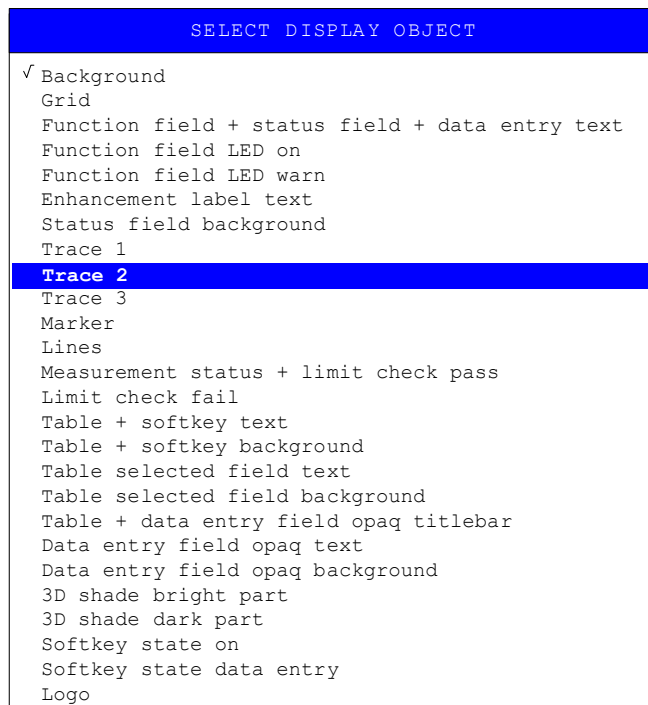 SELECT DISPLAY OBJECT
√ Background
Grid
Function field + status field + data entry text
Function field LED on
Function field LED warn
Enhancement label text
Status field background
Trace 1
Trace 2
Trace 3
Marker
Lines
Measurement status + limit check pass
Limit check fail
Table + softkey text
Table + softkey background
Table selected field text
Table selected field background
Table + data entry field opaq titlebar
Data entry field opaq text
Data entry field opaq background
3D shade bright part
3D shade dark part
Softkey state on
Softkey state data entry
Logo